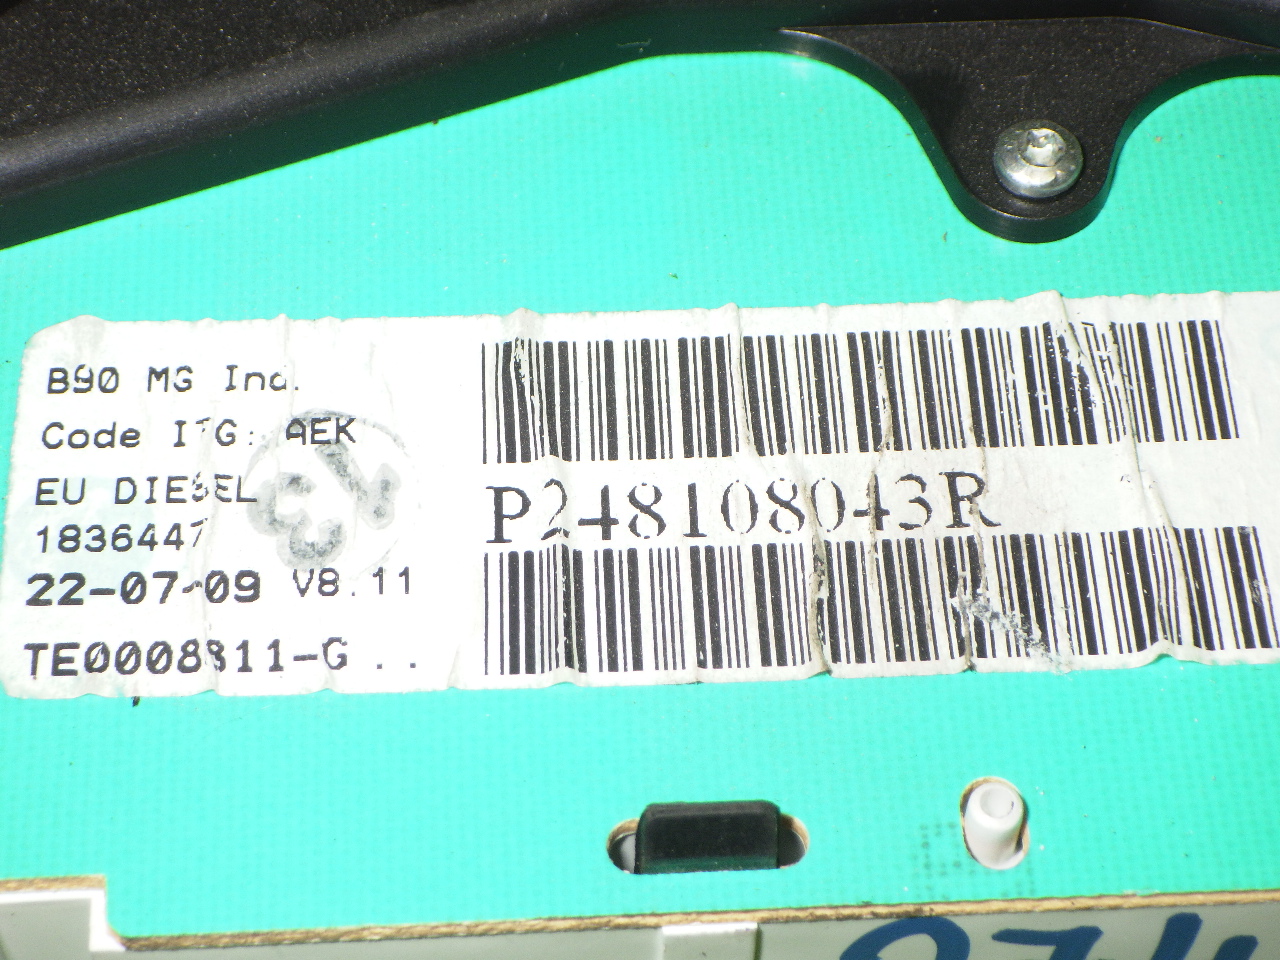 B90 MG Ind.
Code ITG: AEK
EU DIESEL
1836447
22-07-09 V8.11
TE0008811-G ..
P248108043R